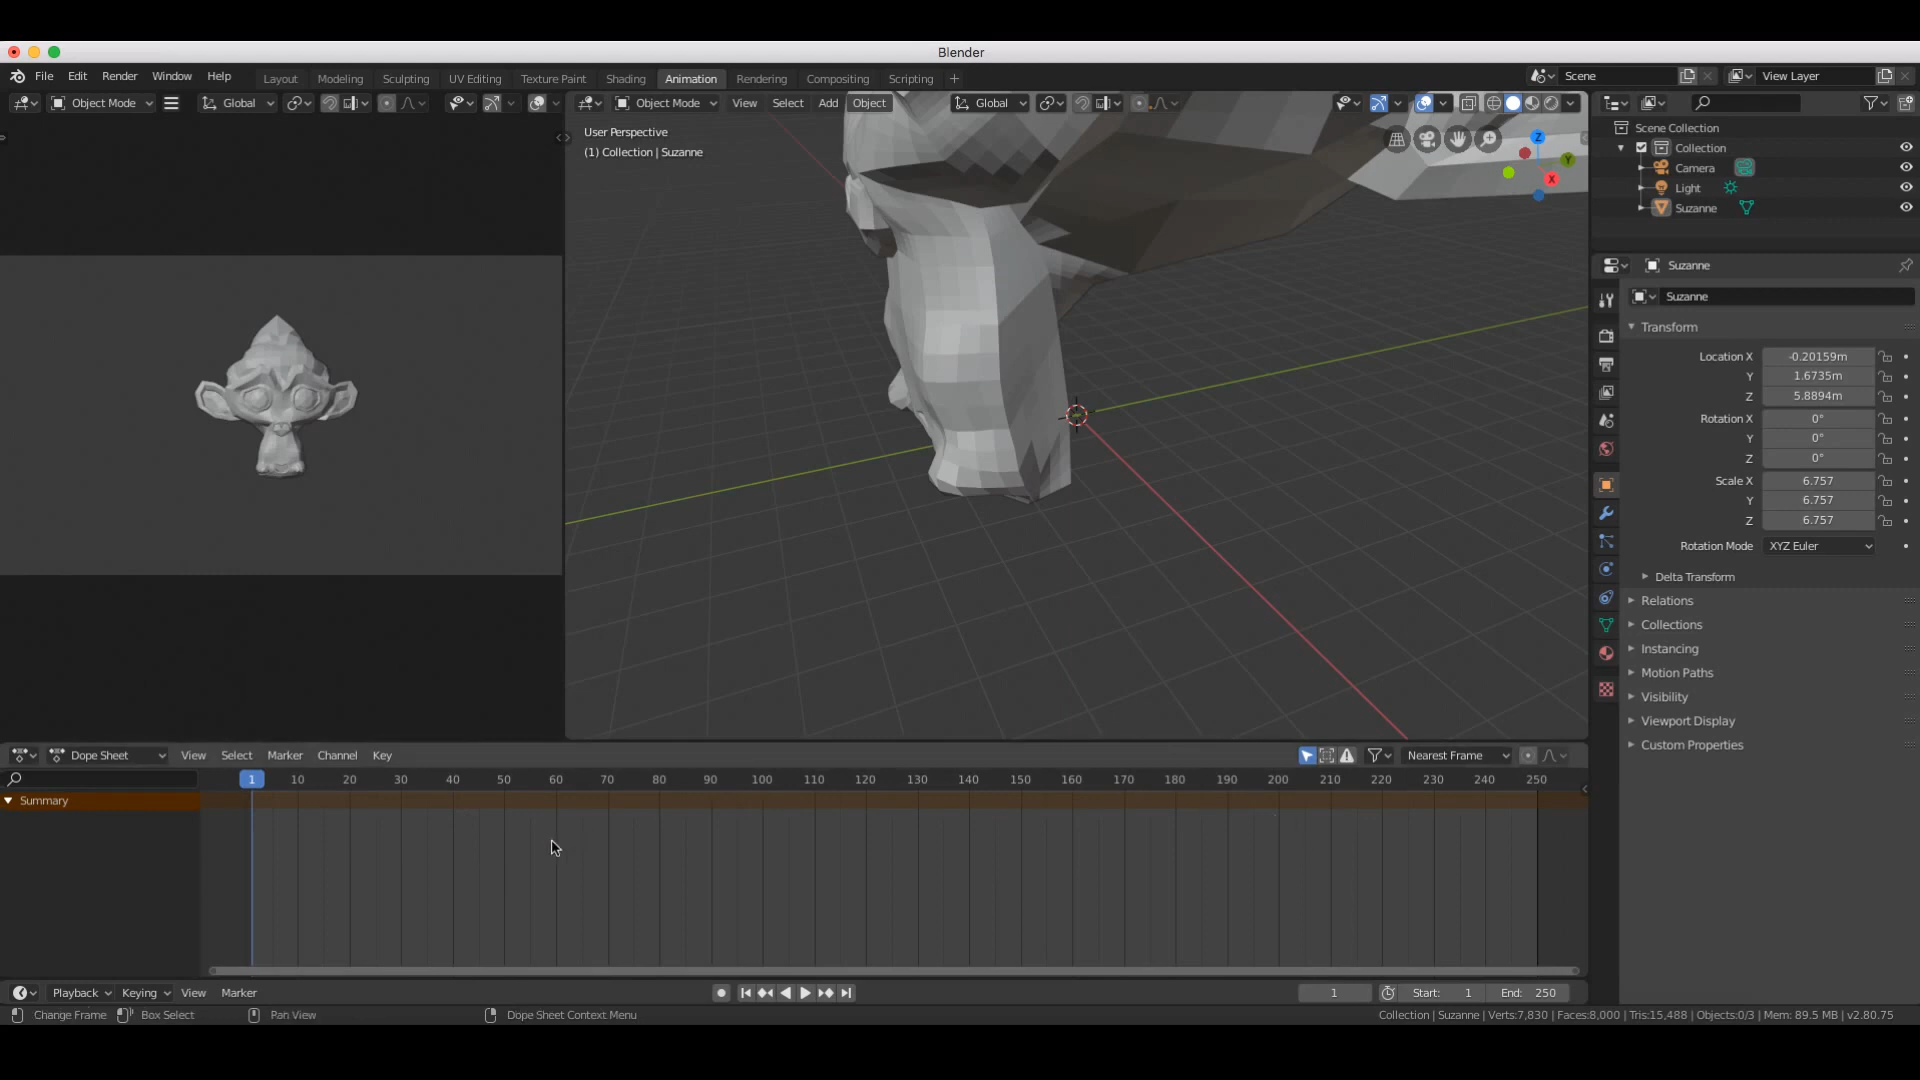 Blender
File Edit Render Window Help Layout Modeling Sculpting UV Editing Texture Paint Shading Animation Rendering Compositing Scripting + Scene View Layer
Object Mode Global Object Mode View Select Add Object Global
User Perspective
(1) Collection | Suzanne
Z
Y
X
Scene Collection
Collection
Camera
Light
Suzanne
Suzanne
Suzanne
Transform
Location X -0.20159m
Y 1.6735m
Z 5.8894m
Rotation X 0°
Y 0°
Z 0°
Scale X 6.757
Y 6.757
Z 6.757
Rotation Mode XYZ Euler
Delta Transform
Relations
Collections
Instancing
Motion Paths
Visibility
Viewport Display
Custom Properties
Dope Sheet View Select Marker Channel Key Nearest Frame
1 10 20 30 40 50 60 70 80 90 100 110 120 130 140 150 160 170 180 190 200 210 220 230 240 250
Summary
Playback Keying View Marker 1 Start: 1 End: 250
Change Frame Box Select Pan View Dope Sheet Context Menu Collection | Suzanne | Verts:7,830 | Faces:8,000 | Tris:15,488 | Objects:0/3 | Mem: 89.5 MB | v2.80.75